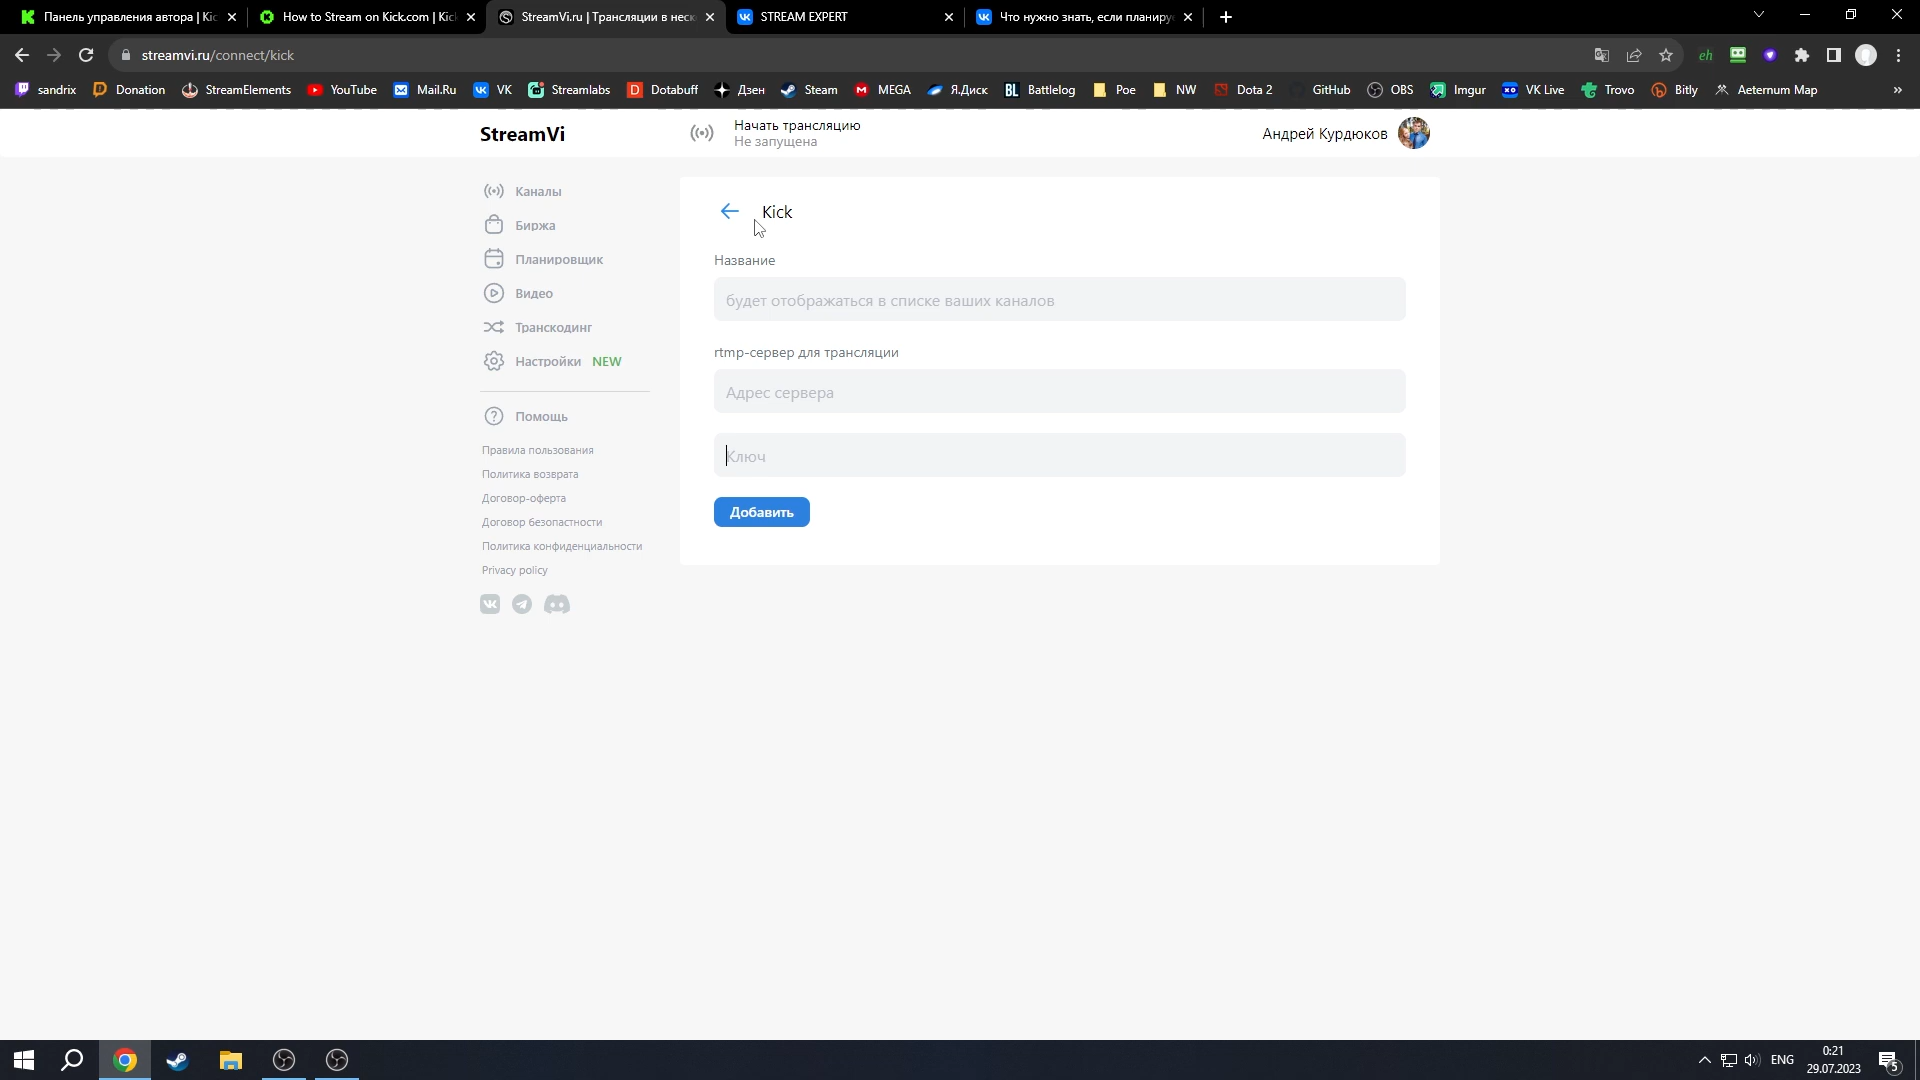 Панель управления автора | Kic
How to Stream on Kick.com | Kick
StreamVi.ru | Трансляции в неск
STREAM EXPERT
Что нужно знать, если планиру
streamvi.ru/connect/kick
eh
sandrix
Donation
StreamElements
YouTube
Mail.Ru
VK
Streamlabs
Dotabuff
Дзен
Steam
MEGA
Я.Диск
BL
Battlelog
Poe
NW
Dota 2
GitHub
OBS
Imgur
VK Live
Trovo
Bitly
Aeternum Map
»
StreamVi
Начать трансляцию
Не запущена
Андрей Курдюков
Каналы
Биржа
Планировщик
Видео
Транскодинг
Настройки NEW
Помощь
Правила пользования
Политика возврата
Договор-оферта
Договор безопастности
Политика конфиденциальности
Privacy policy
Kick
Название
будет отображаться в списке ваших каналов
rtmp-сервер для трансляции
Адрес сервера
Ключ
Добавить
ENG
0:21
29.07.2023
5